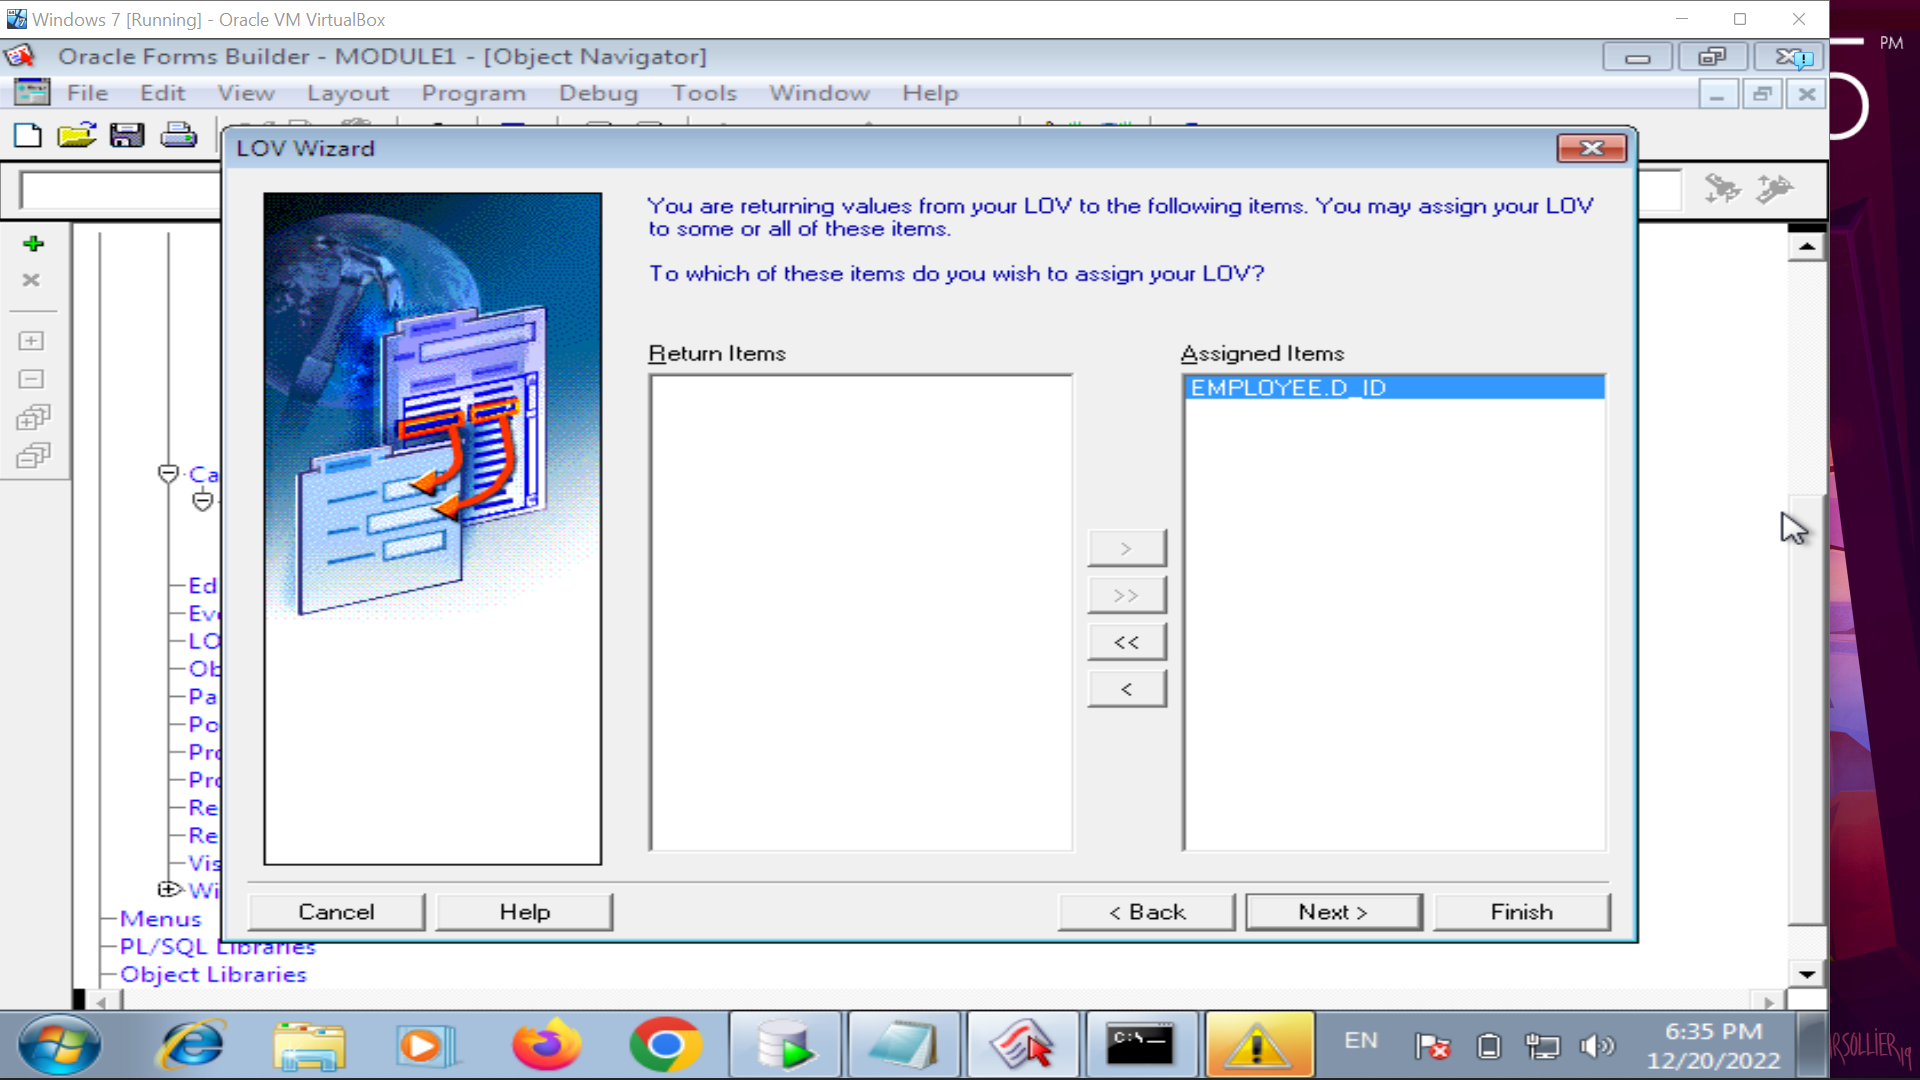 Windows 7 [Running] - Oracle VM VirtualBox
PM
Oracle Forms Builder - MODULE1 - [Object Navigator]
File Edit View Layout Program Debug Tools Window Help
LOV Wizard
You are returning values from your LOV to the following items. You may assign your LOV
to some or all of these items.
To which of these items do you wish to assign your LOV?
Return Items
Assigned Items
EMPLOYEE.D_ID
>
>>
<<
<
Ca
Ed
Eve
LO
Ob
Pa
Po
Pro
Pro
Re
Re
Vis
Wi
Menus
PL/SQL Libraries
Object Libraries
Cancel
Help
< Back
Next >
Finish
C:\_
EN
6:35 PM
12/20/2022